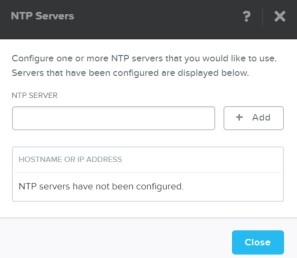 NTP Servers ? ×
Configure one or more NTP servers that you would like to use.
Servers that have been configured are displayed below.
NTP SERVER
+ Add
HOSTNAME OR IP ADDRESS
NTP servers have not been configured.
Close